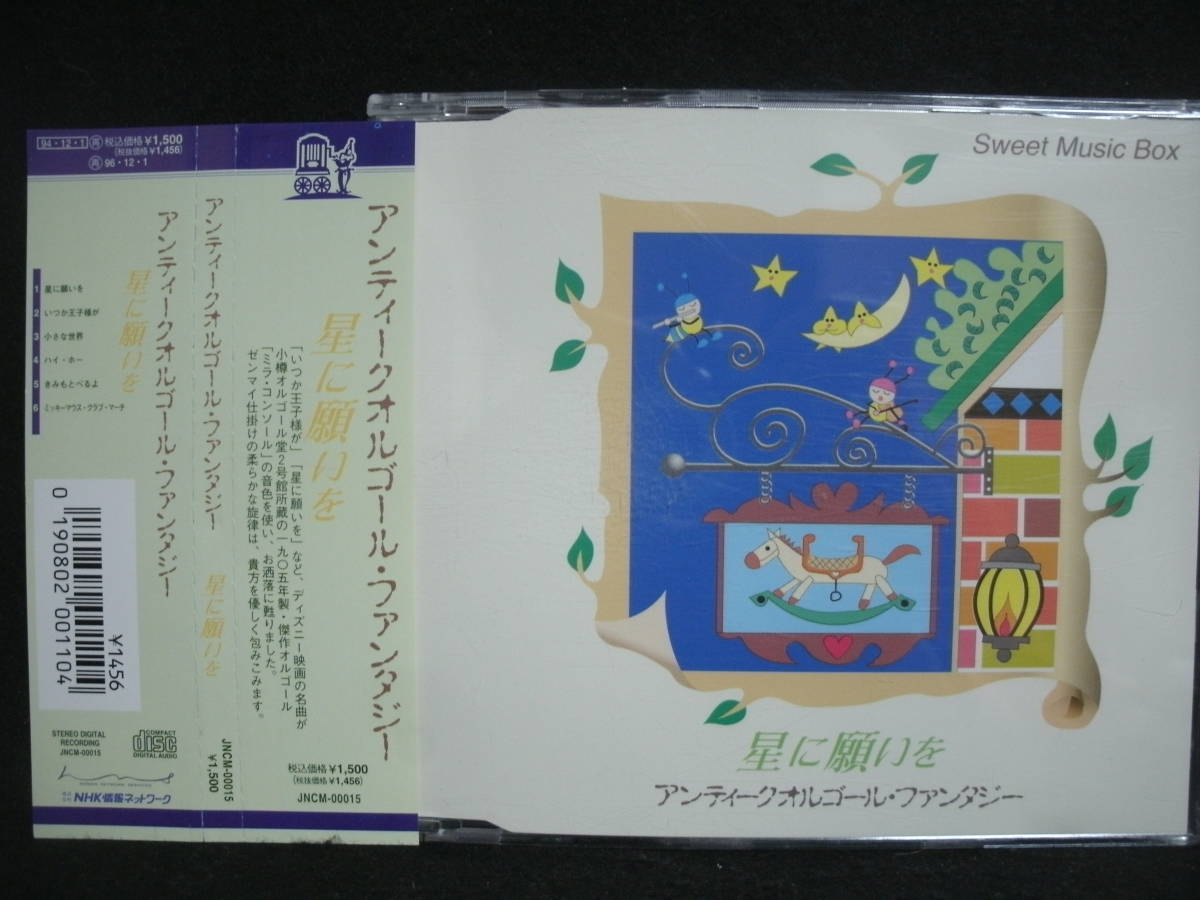 94・12・1 再 税込価格¥1,500
(税抜価格¥1,456)
再 96・12・1
アンティークオルゴール・ファンタジー
星に願いを
1 星に願いを
2 いつか王子様が
3 小さな世界
4 ハイ・ホー
5 きみもとべるよ
6 ミッキーマウス・クラブ・マーチ
0 190802 001104
¥1456
STEREO DIGITAL
RECORDING
JNCM-00015
COMPACT
disc
DIGITAL AUDIO
株式会社 NHK情報ネットワーク
アンティークオルゴール・ファンタジー
星に願いを
JNCM-00015
¥1,500
アンティークオルゴール・ファンタジー
星に願いを
「いつか王子様が」「星に願いを」など、ディズニー映画の名曲が
小樽オルゴール堂2号館所蔵の一九〇五年製・傑作オルゴール
「ミラ・コンソール」の音色を使い、お洒落に甦りました。
ゼンマイ仕掛けの柔らかな旋律は、貴方を優しく包みこみます。
税込価格¥1,500
(税抜価格¥1,456)
JNCM-00015
Sweet Music Box
星に願いを
アンティークオルゴール・ファンタジー